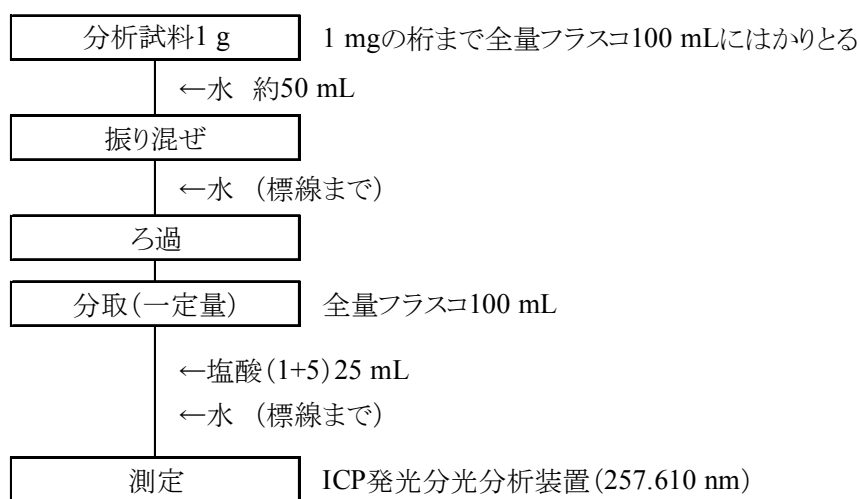 分析試料1 g 1 mgの桁まで全量フラスコ100 mLにはかりとる
←水 約50 mL
振り混ぜ
←水 (標線まで)
ろ過
分取(一定量) 全量フラスコ100 mL
←塩酸(1+5)25 mL
←水 (標線まで)
測定 ICP発光分光分析装置(257.610 nm)